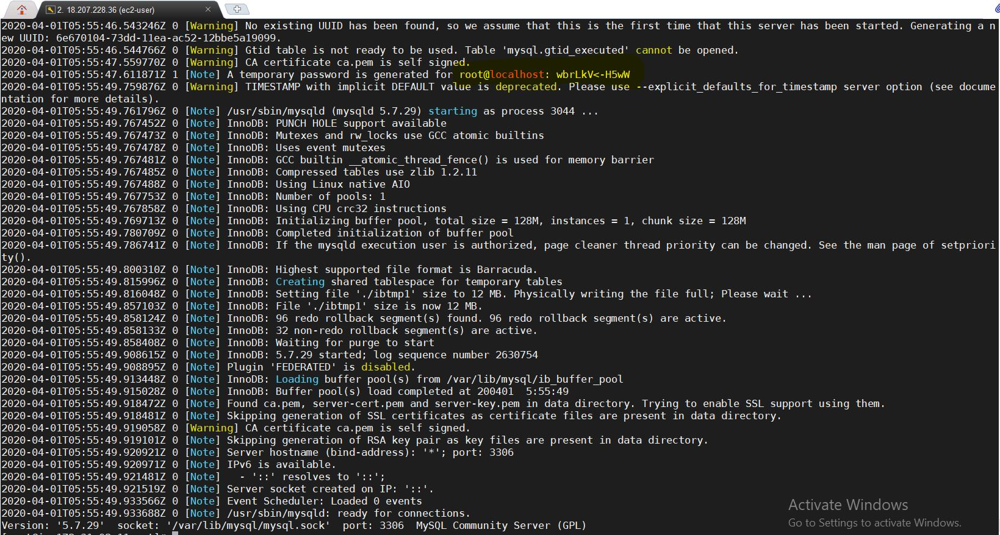 2. 18.207.228.36 (ec2-user)
2020-04-01T05:55:46.543246Z 0 [Warning] No existing UUID has been found, so we assume that this is the first time that this server has been started. Generating a n
ew UUID: 6e670104-73dd-11ea-ac52-12bbe5a19099.
2020-04-01T05:55:46.544766Z 0 [Warning] Gtid table is not ready to be used. Table 'mysql.gtid_executed' cannot be opened.
2020-04-01T05:55:47.559770Z 0 [Warning] CA certificate ca.pem is self signed.
2020-04-01T05:55:47.611871Z 1 [Note] A temporary password is generated for root@localhost: wbrLkV<-H5wW
2020-04-01T05:55:49.759876Z 0 [Warning] TIMESTAMP with implicit DEFAULT value is deprecated. Please use --explicit_defaults_for_timestamp server option (see docume
ntation for more details).
2020-04-01T05:55:49.761796Z 0 [Note] /usr/sbin/mysqld (mysqld 5.7.29) starting as process 3044 ...
2020-04-01T05:55:49.767452Z 0 [Note] InnoDB: PUNCH HOLE support available
2020-04-01T05:55:49.767473Z 0 [Note] InnoDB: Mutexes and rw_locks use GCC atomic builtins
2020-04-01T05:55:49.767478Z 0 [Note] InnoDB: Uses event mutexes
2020-04-01T05:55:49.767481Z 0 [Note] InnoDB: GCC builtin __atomic_thread_fence() is used for memory barrier
2020-04-01T05:55:49.767485Z 0 [Note] InnoDB: Compressed tables use zlib 1.2.11
2020-04-01T05:55:49.767488Z 0 [Note] InnoDB: Using Linux native AIO
2020-04-01T05:55:49.767753Z 0 [Note] InnoDB: Number of pools: 1
2020-04-01T05:55:49.767858Z 0 [Note] InnoDB: Using CPU crc32 instructions
2020-04-01T05:55:49.769713Z 0 [Note] InnoDB: Initializing buffer pool, total size = 128M, instances = 1, chunk size = 128M
2020-04-01T05:55:49.780709Z 0 [Note] InnoDB: Completed initialization of buffer pool
2020-04-01T05:55:49.786741Z 0 [Note] InnoDB: If the mysqld execution user is authorized, page cleaner thread priority can be changed. See the man page of setpriori
ty().
2020-04-01T05:55:49.800310Z 0 [Note] InnoDB: Highest supported file format is Barracuda.
2020-04-01T05:55:49.815996Z 0 [Note] InnoDB: Creating shared tablespace for temporary tables
2020-04-01T05:55:49.816048Z 0 [Note] InnoDB: Setting file './ibtmp1' size to 12 MB. Physically writing the file full; Please wait ...
2020-04-01T05:55:49.857103Z 0 [Note] InnoDB: File './ibtmp1' size is now 12 MB.
2020-04-01T05:55:49.858124Z 0 [Note] InnoDB: 96 redo rollback segment(s) found. 96 redo rollback segment(s) are active.
2020-04-01T05:55:49.858133Z 0 [Note] InnoDB: 32 non-redo rollback segment(s) are active.
2020-04-01T05:55:49.858408Z 0 [Note] InnoDB: Waiting for purge to start
2020-04-01T05:55:49.908615Z 0 [Note] InnoDB: 5.7.29 started; log sequence number 2630754
2020-04-01T05:55:49.908895Z 0 [Note] Plugin 'FEDERATED' is disabled.
2020-04-01T05:55:49.913448Z 0 [Note] InnoDB: Loading buffer pool(s) from /var/lib/mysql/ib_buffer_pool
2020-04-01T05:55:49.915028Z 0 [Note] InnoDB: Buffer pool(s) load completed at 200401  5:55:49
2020-04-01T05:55:49.918472Z 0 [Note] Found ca.pem, server-cert.pem and server-key.pem in data directory. Trying to enable SSL support using them.
2020-04-01T05:55:49.918481Z 0 [Note] Skipping generation of SSL certificates as certificate files are present in data directory.
2020-04-01T05:55:49.919058Z 0 [Warning] CA certificate ca.pem is self signed.
2020-04-01T05:55:49.919101Z 0 [Note] Skipping generation of RSA key pair as key files are present in data directory.
2020-04-01T05:55:49.920921Z 0 [Note] Server hostname (bind-address): '*'; port: 3306
2020-04-01T05:55:49.920971Z 0 [Note] IPv6 is available.
2020-04-01T05:55:49.921481Z 0 [Note]   - '::' resolves to '::';
2020-04-01T05:55:49.921519Z 0 [Note] Server socket created on IP: '::'.
2020-04-01T05:55:49.933566Z 0 [Note] Event Scheduler: Loaded 0 events
2020-04-01T05:55:49.933688Z 0 [Note] /usr/sbin/mysqld: ready for connections.
Version: '5.7.29'  socket: '/var/lib/mysql/mysql.sock'  port: 3306  MySQL Community Server (GPL)
Activate Windows
Go to Settings to activate Windows.